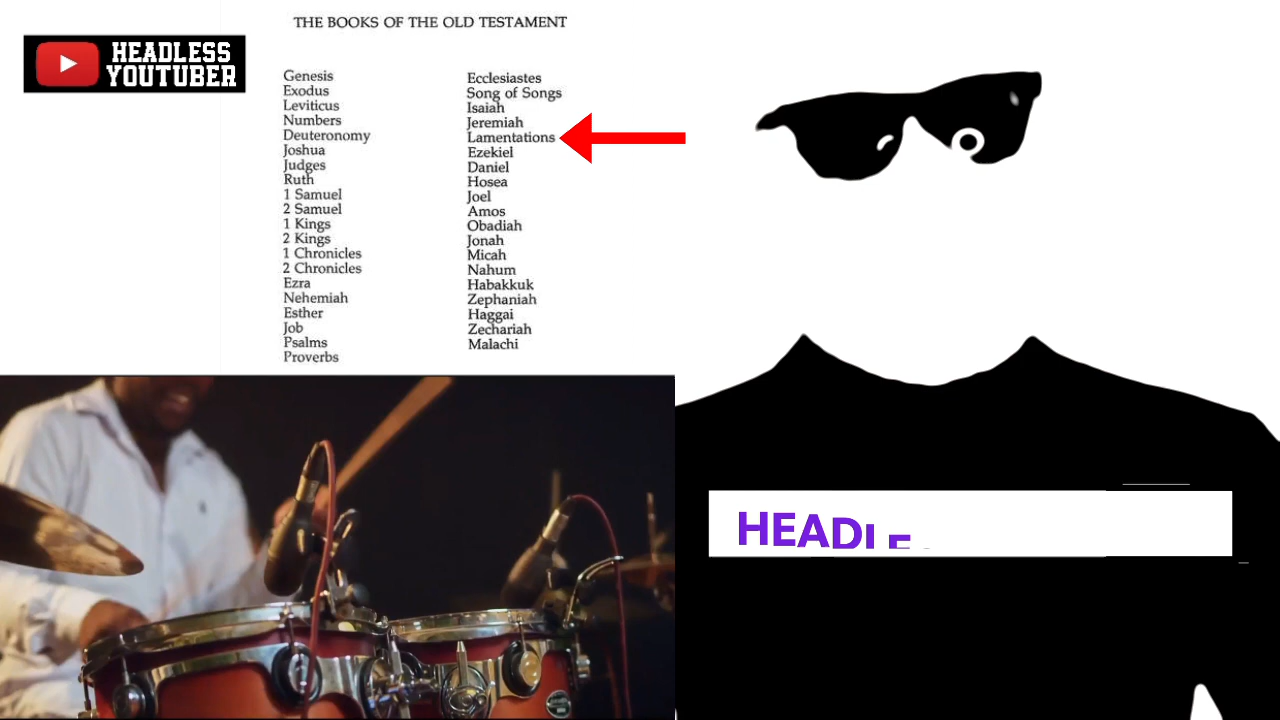 HEADLESS
YOUTUBER
THE BOOKS OF THE OLD TESTAMENT
Genesis
Exodus
Leviticus
Numbers
Deuteronomy
Joshua
Judges
Ruth
1 Samuel
2 Samuel
1 Kings
2 Kings
1 Chronicles
2 Chronicles
Ezra
Nehemiah
Esther
Job
Psalms
Proverbs
Ecclesiastes
Song of Songs
Isaiah
Jeremiah
Lamentations
Ezekiel
Daniel
Hosea
Joel
Amos
Obadiah
Jonah
Micah
Nahum
Habakkuk
Zephaniah
Haggai
Zechariah
Malachi